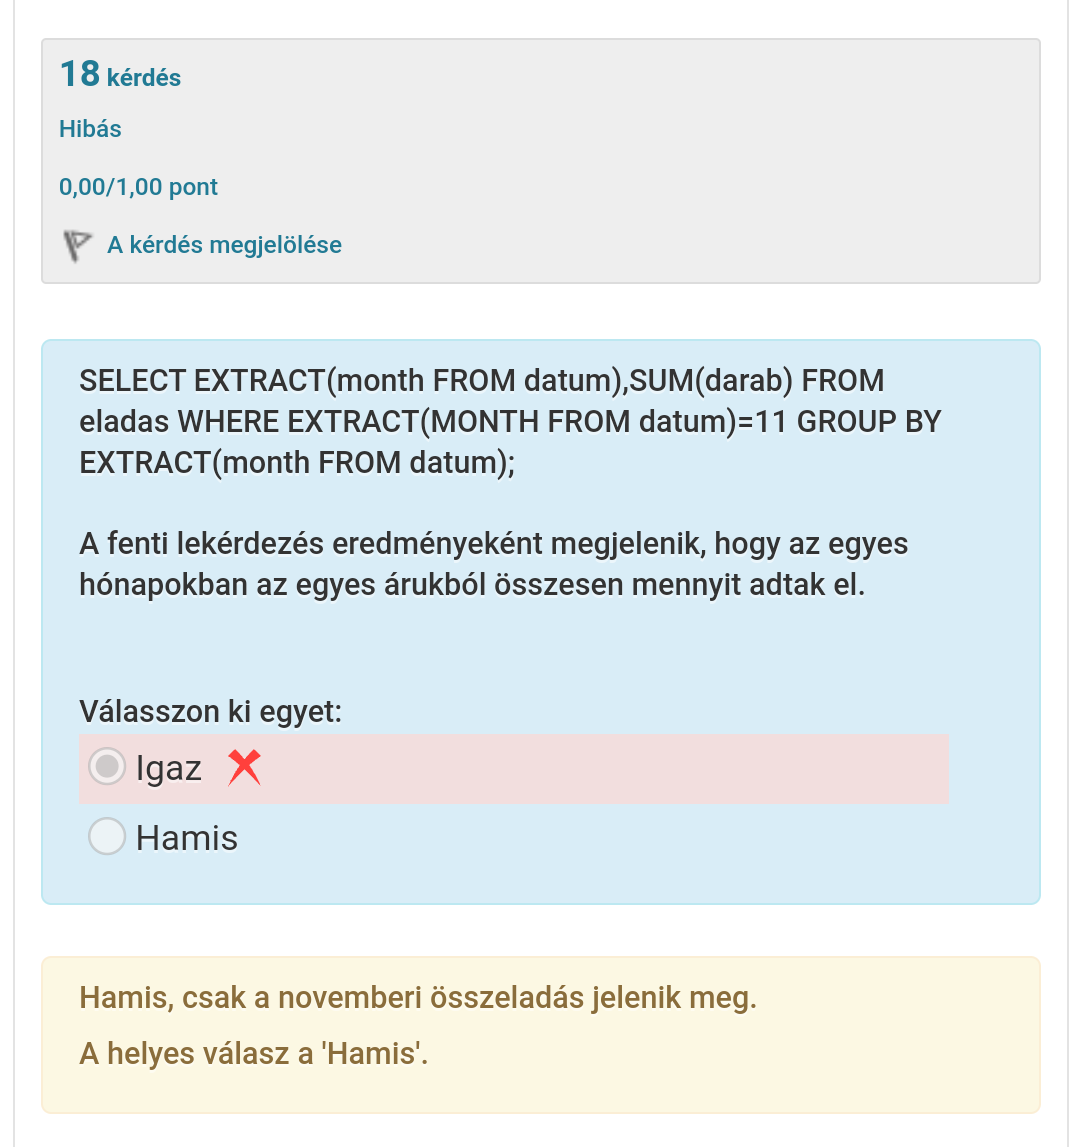 18 kérdés
Hibás
0,00/1,00 pont
A kérdés megjelölése
SELECT EXTRACT(month FROM datum),SUM(darab) FROM
eladas WHERE EXTRACT(MONTH FROM datum)=11 GROUP BY
EXTRACT(month FROM datum);
A fenti lekérdezés eredményeként megjelenik, hogy az egyes
hónapokban az egyes árukból összesen mennyit adtak el.
Válasszon ki egyet:
Igaz
Hamis
Hamis, csak a novemberi összeladás jelenik meg.
A helyes válasz a 'Hamis'.